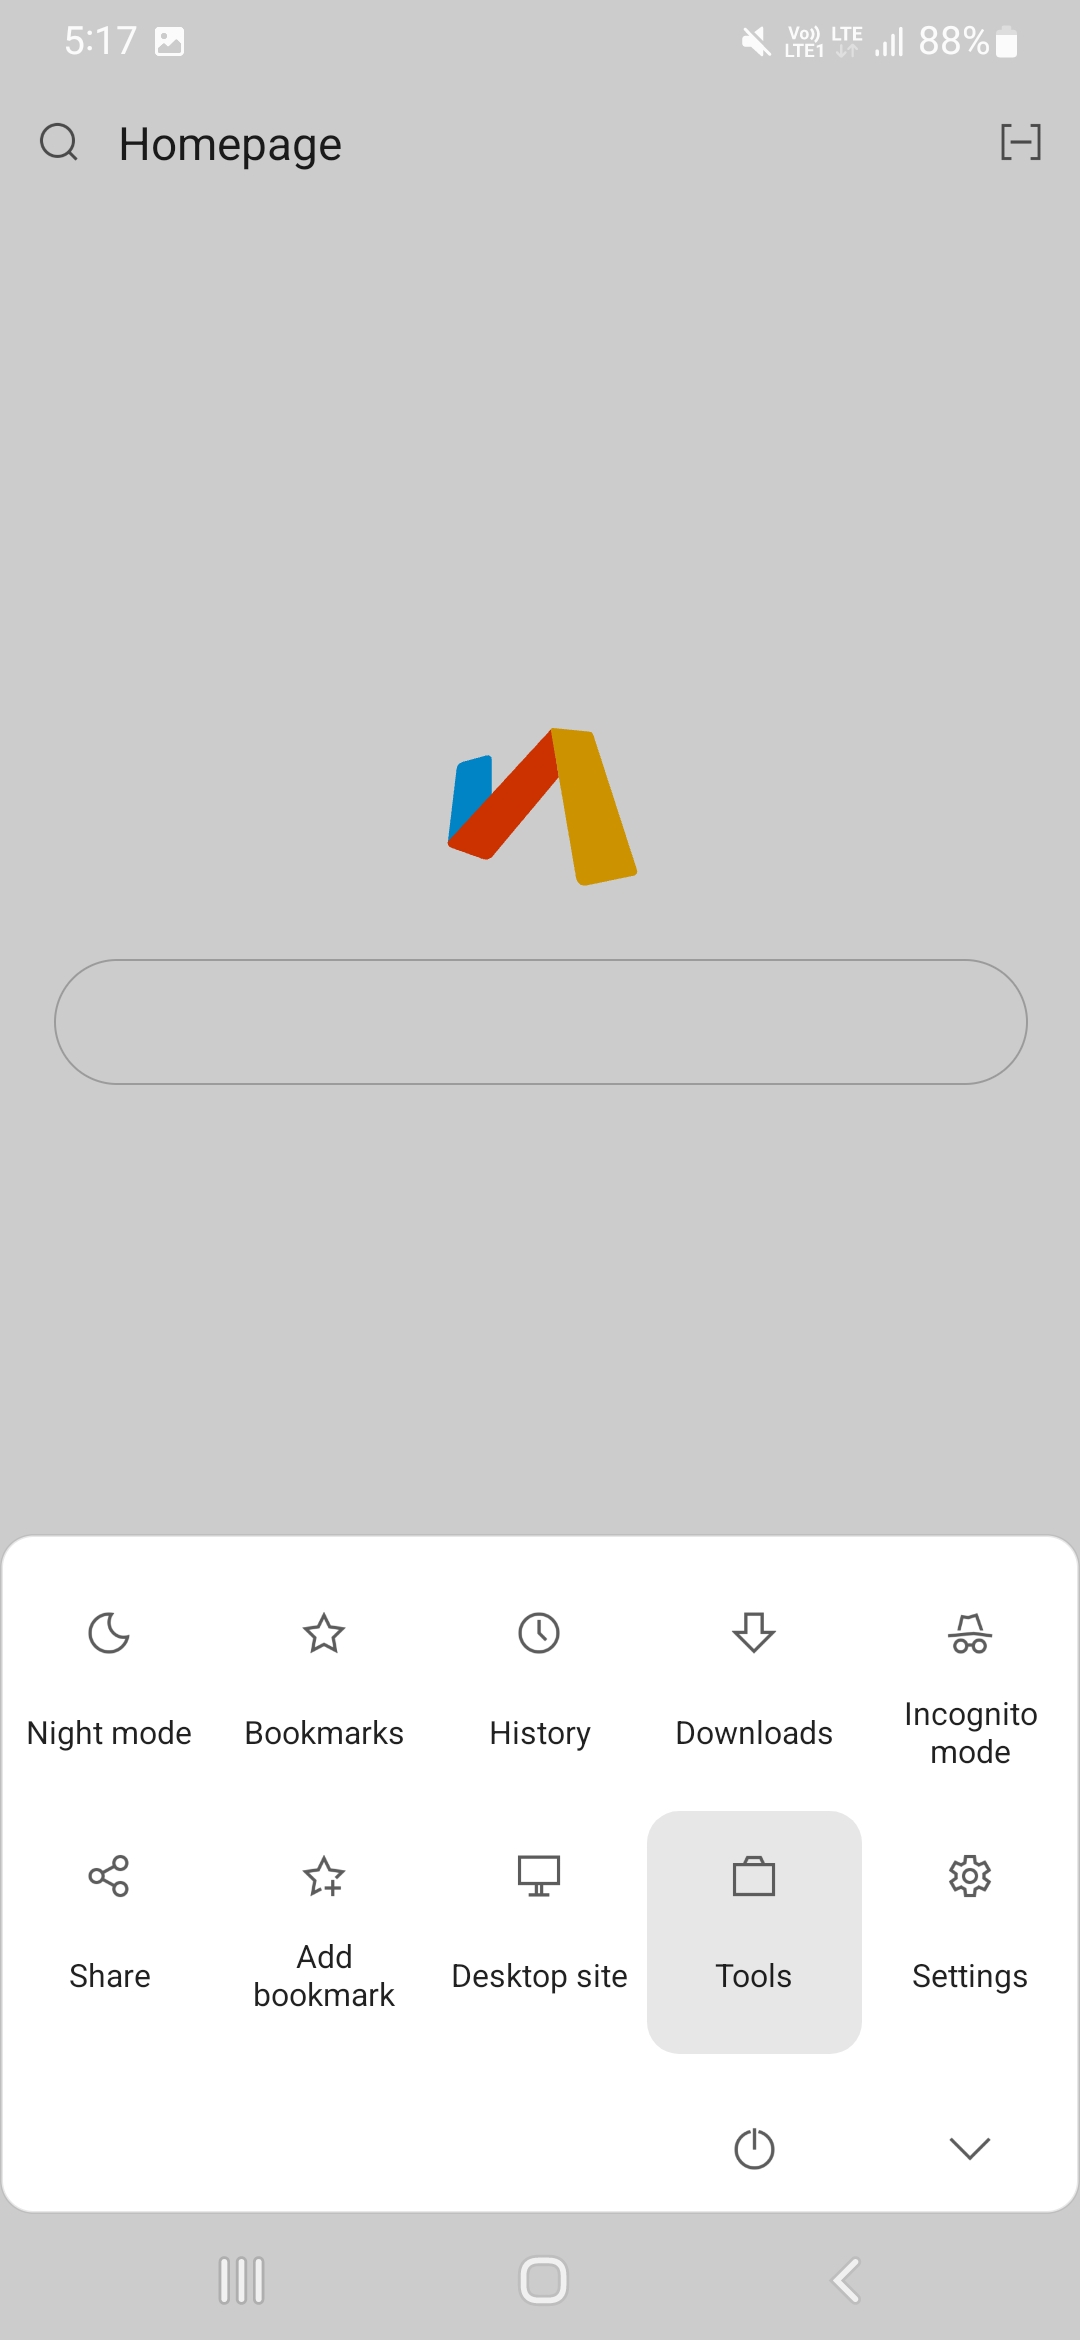 5:17
Vo)) LTE
LTE1
88%
Homepage
Night mode
Bookmarks
History
Downloads
Incognito
mode
Share
Add
bookmark
Desktop site
Tools
Settings